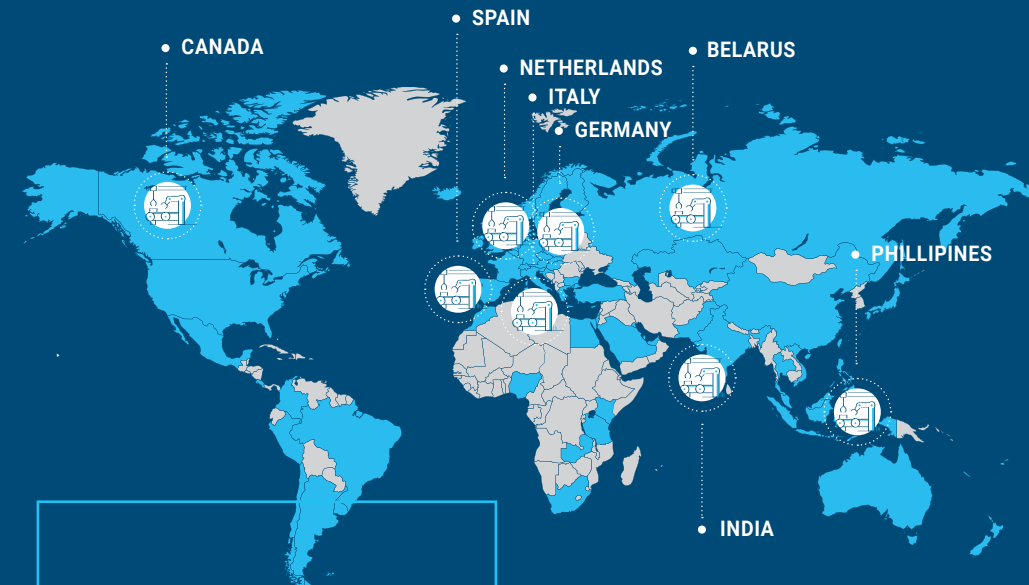 SPAIN
CANADA
BELARUS
NETHERLANDS
ITALY
GERMANY
PHILLIPINES
INDIA